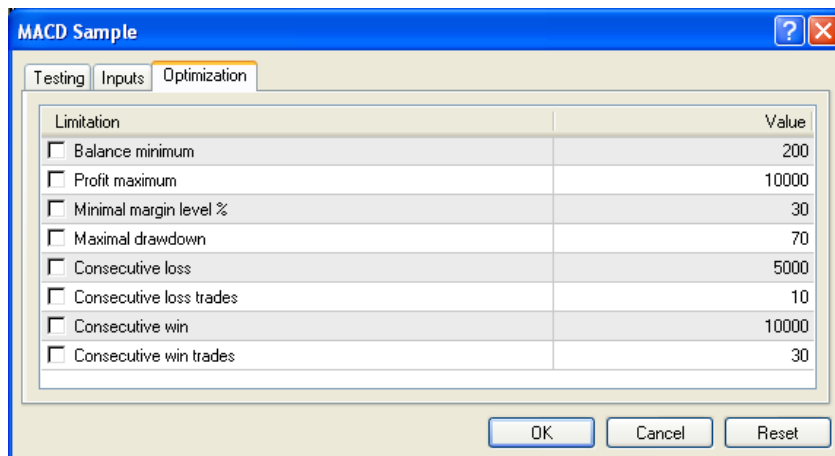 MACD Sample
Testing Inputs Optimization
Limitation Value
Balance minimum 200
Profit maximum 10000
Minimal margin level % 30
Maximal drawdown 70
Consecutive loss 5000
Consecutive loss trades 10
Consecutive win 10000
Consecutive win trades 30
OK Cancel Reset